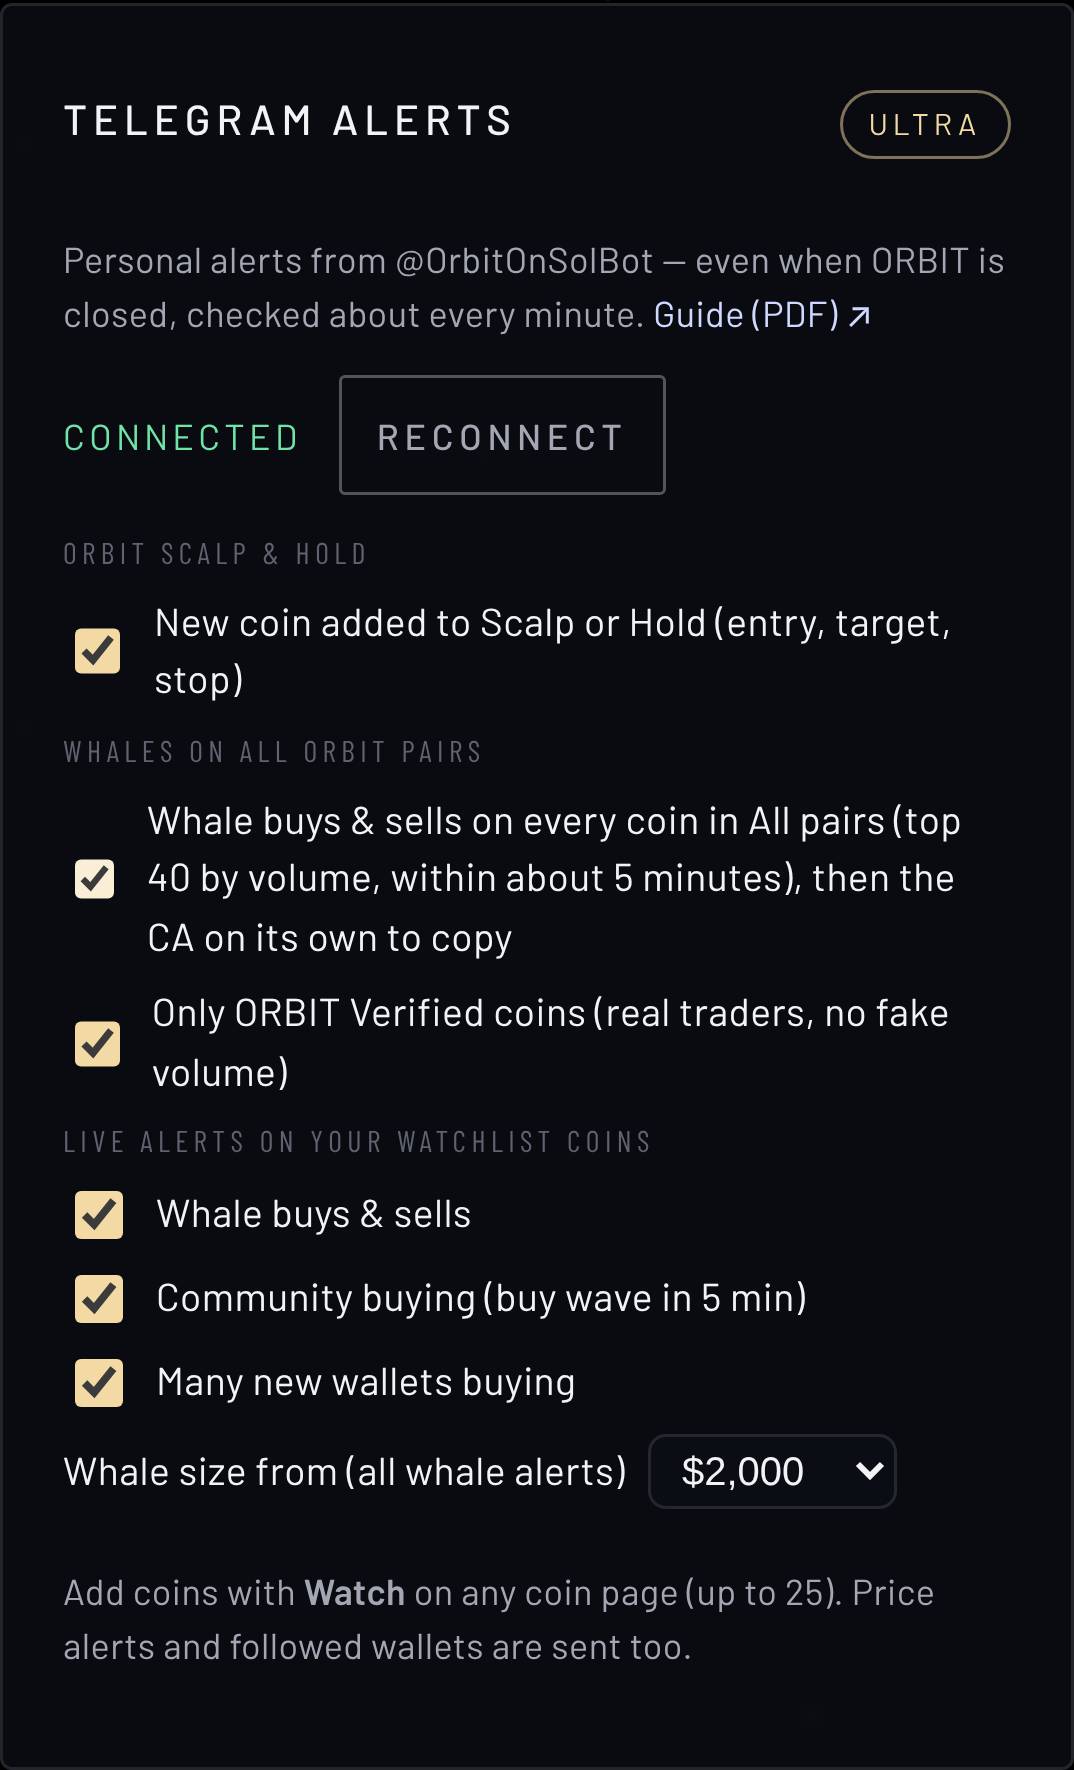 TELEGRAM ALERTS
ULTRA
Personal alerts from @OrbitOnSolBot — even when ORBIT is
closed, checked about every minute. Guide (PDF) ↗
CONNECTED
RECONNECT
ORBIT SCALP & HOLD
New coin added to Scalp or Hold (entry, target,
stop)
WHALES ON ALL ORBIT PAIRS
Whale buys & sells on every coin in All pairs (top
40 by volume, within about 5 minutes), then the
CA on its own to copy
Only ORBIT Verified coins (real traders, no fake
volume)
LIVE ALERTS ON YOUR WATCHLIST COINS
Whale buys & sells
Community buying (buy wave in 5 min)
Many new wallets buying
Whale size from (all whale alerts) $2,000
Add coins with Watch on any coin page (up to 25). Price
alerts and followed wallets are sent too.